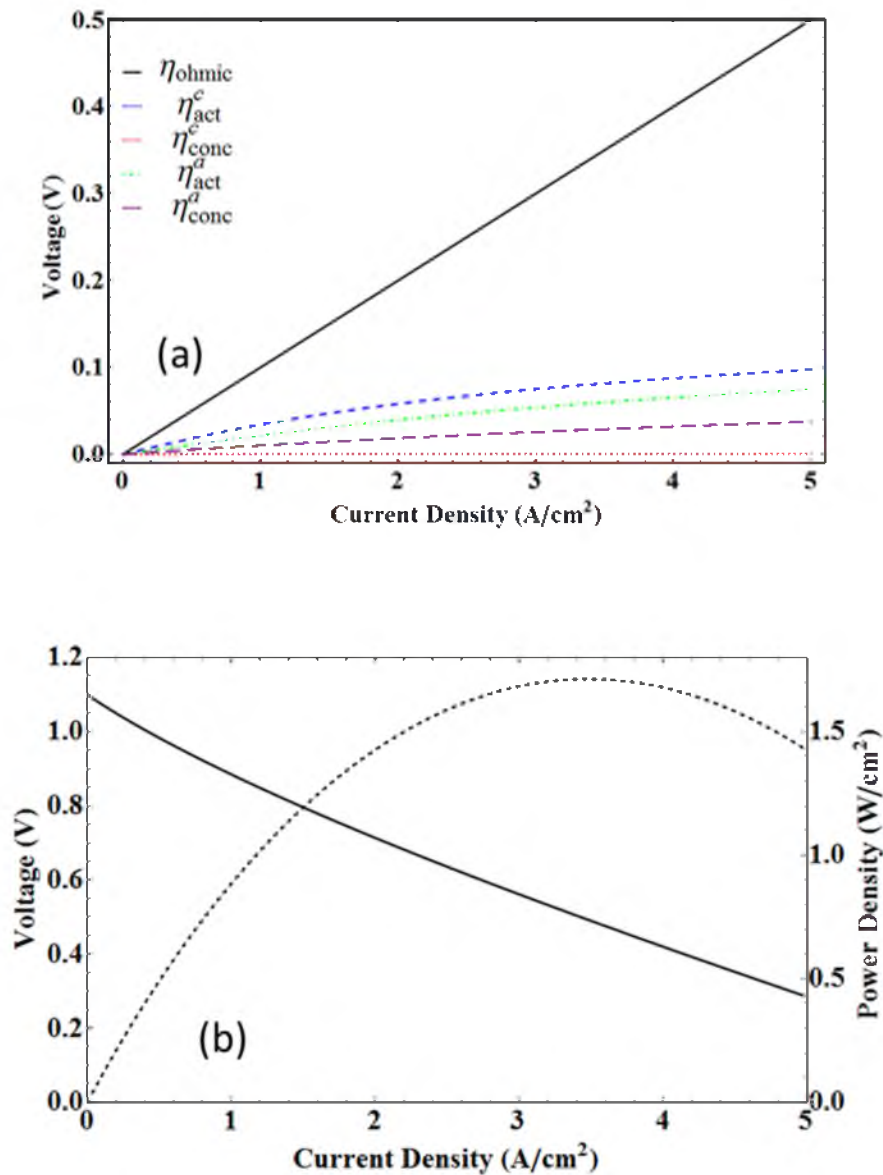 0.5
η_ohmic
η^c_act
0.4
η^c_conc
η^a_act
0.3
η^a_conc
Voltage (V)
0.2
(a)
0.1
0.0
0 1 2 3 4 5
Current Density (A/cm²)
1.2
1.0
1.5
0.8
1.0
0.6
Voltage (V)
Power Density (W/cm²)
0.4
0.5
0.2
(b)
0.0 0.0
0 1 2 3 4 5
Current Density (A/cm²)